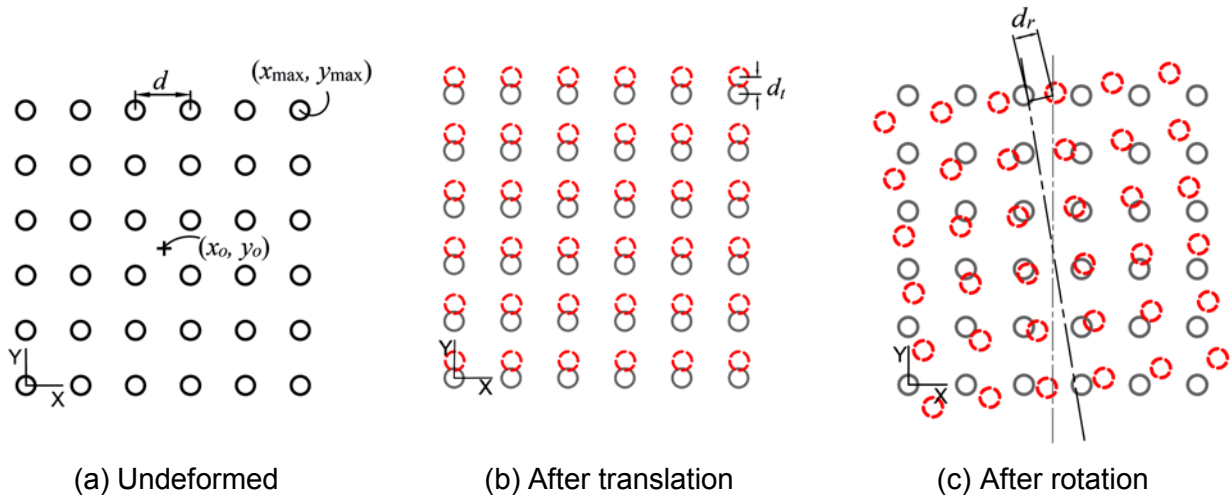 d
(xmax, ymax)
(xo, yo)
Y
X
(a) Undeformed
dt
Y
X
(b) After translation
dr
Y
X
(c) After rotation